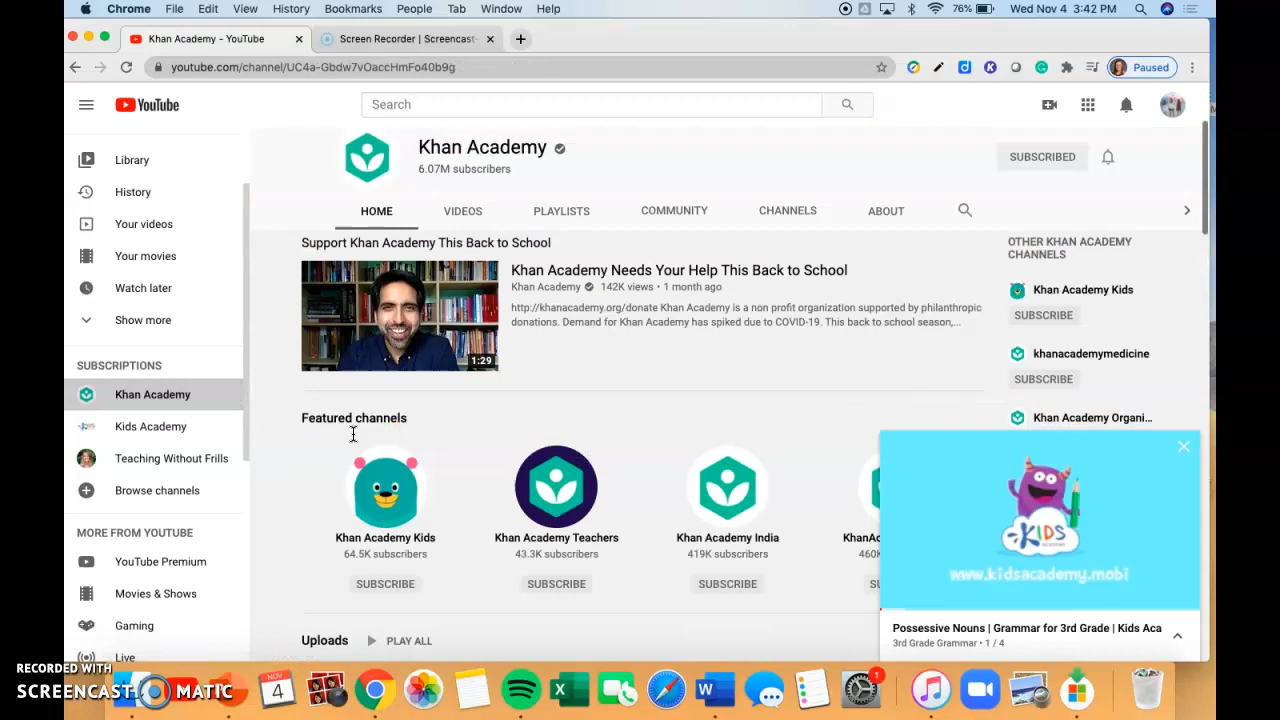 Chrome File Edit View History Bookmarks People Tab Window Help 76% Wed Nov 4 3:42 PM
Khan Academy - YouTube Screen Recorder | Screencast-
youtube.com/channel/UC4a-Gbdw7vOaccHmFo40b9g Paused
YouTube Search
Library
History
Your videos
Your movies
Watch later
Show more
SUBSCRIPTIONS
Khan Academy
Kids Academy
Teaching Without Frills
Browse channels
MORE FROM YOUTUBE
YouTube Premium
Movies & Shows
Gaming
Live
Khan Academy
6.07M subscribers
SUBSCRIBED
HOME VIDEOS PLAYLISTS COMMUNITY CHANNELS ABOUT
Support Khan Academy This Back to School
1:29
Khan Academy Needs Your Help This Back to School
Khan Academy 142K views • 1 month ago
http://khanacademy.org/donate Khan Academy is a non profit organization supported by philanthropic
donations. Demand for Khan Academy has spiked due to COVID-19. This back to school season,...
OTHER KHAN ACADEMY
CHANNELS
Khan Academy Kids
SUBSCRIBE
khanacademymedicine
SUBSCRIBE
Khan Academy Organi...
Featured channels
Khan Academy Kids
64.5K subscribers
SUBSCRIBE
Khan Academy Teachers
43.3K subscribers
SUBSCRIBE
Khan Academy India
419K subscribers
SUBSCRIBE
KhanAc
460K
SU
Uploads PLAY ALL
KIDS
ACADEMY
www.kidsacademy.mobi
Possessive Nouns | Grammar for 3rd Grade | Kids Aca
3rd Grade Grammar • 1 / 4
RECORDED WITH
SCREENCAST MATIC
NOV
4
1